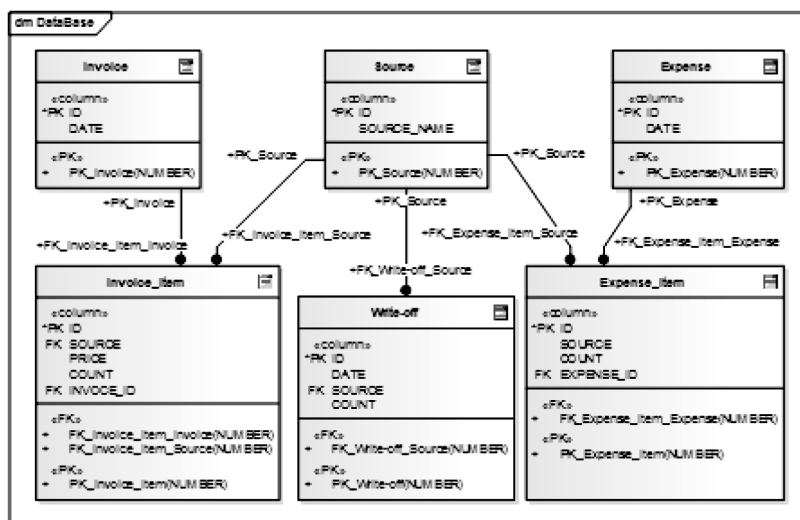 dm DataBase
Invoice
«column»
*PK ID
DATE
«PK»
+ PK_Invoice(NUMBER)
Source
«column»
*PK ID
SOURCE_NAME
«PK»
+ PK_Source(NUMBER)
Expense
«column»
*PK ID
DATE
«PK»
+ PK_Expense(NUMBER)
+PK_Source
+PK_Source
+PK_Invoice
+PK_Source
+PK_Expense
+FK_Invoice_Item_Invoice
+FK_Invoice_Item_Source
+FK_Expense_Item_Source
+FK_Expense_Item_Expense
+FK_Write-off_Source
Invoice_Item
«column»
*PK ID
FK SOURCE
PRICE
COUNT
FK INVOCE_ID
«FK»
+ FK_Invoice_Item_Invoice(NUMBER)
+ FK_Invoice_Item_Source(NUMBER)
«PK»
+ PK_Invoice_Item(NUMBER)
Write-off
«column»
*PK ID
DATE
FK SOURCE
COUNT
«FK»
+ FK_Write-off_Source(NUMBER)
«PK»
+ PK_Write-off(NUMBER)
Expense_Item
«column»
*PK ID
SOURCE
COUNT
FK EXPENSE_ID
«FK»
+ FK_Expense_Item_Expense(NUMBER)
«PK»
+ PK_Expense_Item(NUMBER)